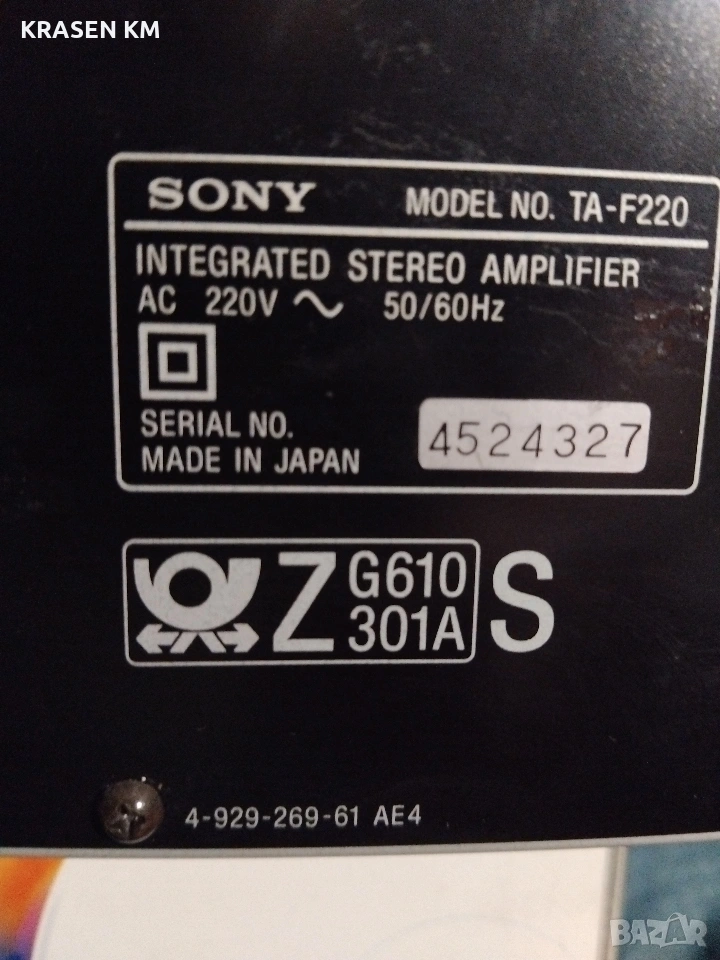 KRASEN KM
SONY MODEL NO. TA-F220
INTEGRATED STEREO AMPLIFIER
AC 220V ~ 50/60Hz
SERIAL NO. 4524327
MADE IN JAPAN
Z G610 S
301A
4-929-269-61 AE4
BAZAR